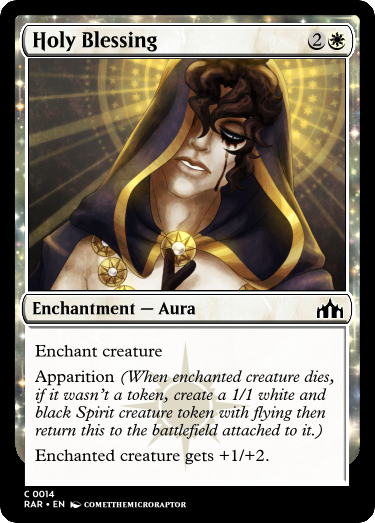 Holy Blessing 2
Enchantment — Aura
Enchant creature
Apparition (When enchanted creature dies,
if it wasn't a token, create a 1/1 white and
black Spirit creature token with flying then
return this to the battlefield attached to it.)
Enchanted creature gets +1/+2.
C 0014
RAR • EN COMETTHEMICRORAPTOR